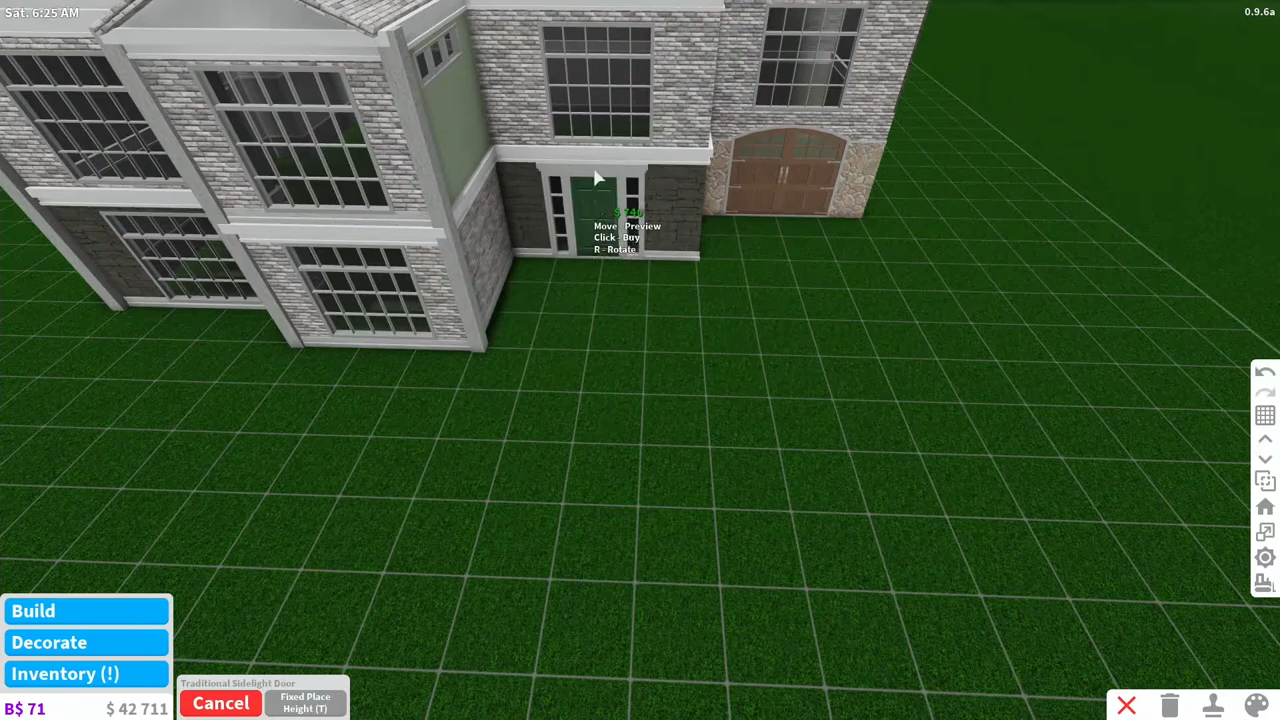 Sat. 6:25 AM
0.9.6a
$ 740
Move - Preview
Click - Buy
R - Rotate
Build
Decorate
Inventory (!)
Traditional Sidelight Door
B$ 71
$ 42 711
Cancel
Fixed Place
Height (T)